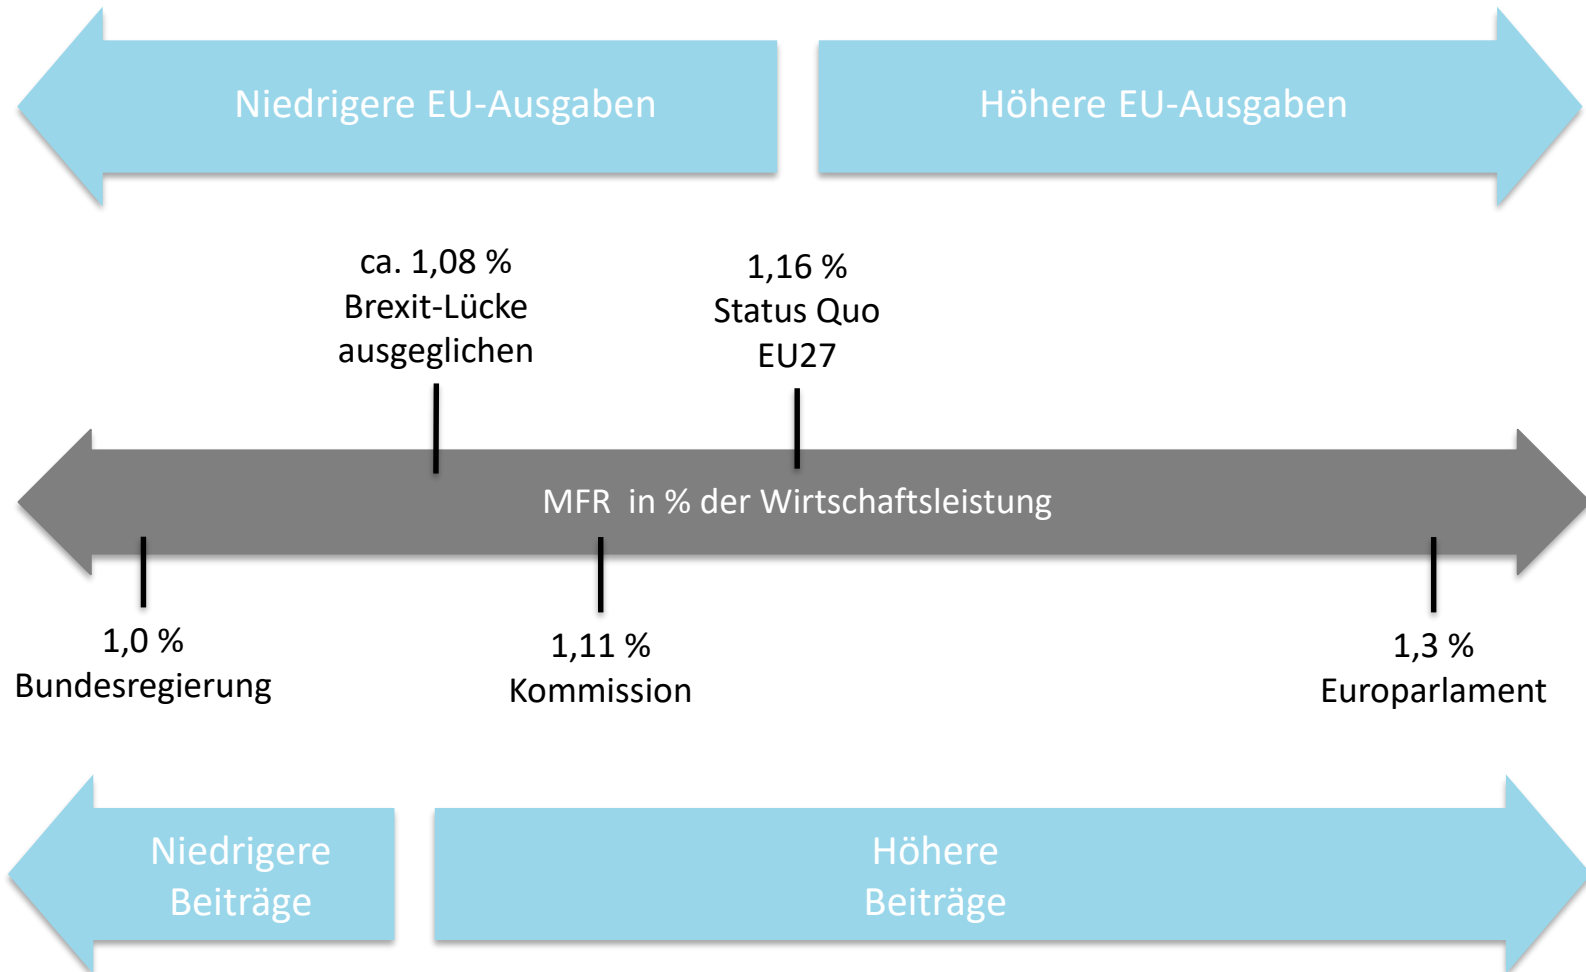 Niedrigere EU-Ausgaben
Höhere EU-Ausgaben
ca. 1,08 %
Brexit-Lücke
ausgeglichen
1,16 %
Status Quo
EU27
MFR in % der Wirtschaftsleistung
1,0 %
Bundesregierung
1,11 %
Kommission
1,3 %
Europarlament
Niedrigere
Beiträge
Höhere
Beiträge